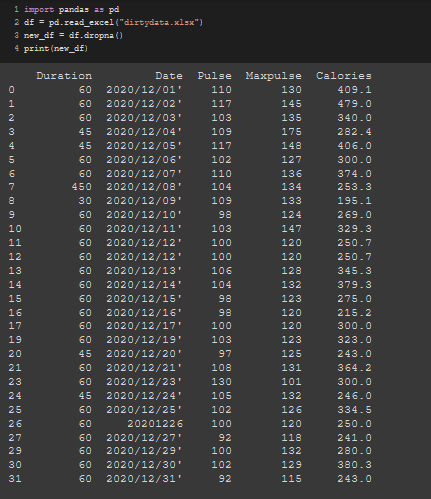 1 import pandas as pd
2 df = pd.read_excel("dirtydata.xlsx")
3 new_df = df.dropna()
4 print(new_df)
Duration Date Pulse Maxpulse Calories
0 60 2020/12/01' 110 130 409.1
1 60 2020/12/02' 117 145 479.0
2 60 2020/12/03' 103 135 340.0
3 45 2020/12/04' 109 175 282.4
4 45 2020/12/05' 117 148 406.0
5 60 2020/12/06' 102 127 300.0
6 60 2020/12/07' 110 136 374.0
7 450 2020/12/08' 104 134 253.3
8 30 2020/12/09' 109 133 195.1
9 60 2020/12/10' 98 124 269.0
10 60 2020/12/11' 103 147 329.3
11 60 2020/12/12' 100 120 250.7
12 60 2020/12/12' 100 120 250.7
13 60 2020/12/13' 106 128 345.3
14 60 2020/12/14' 104 132 379.3
15 60 2020/12/15' 98 123 275.0
16 60 2020/12/16' 98 120 215.2
17 60 2020/12/17' 100 120 300.0
19 60 2020/12/19' 103 123 323.0
20 45 2020/12/20' 97 125 243.0
21 60 2020/12/21' 108 131 364.2
23 60 2020/12/23' 130 101 300.0
24 45 2020/12/24' 105 132 246.0
25 60 2020/12/25' 102 126 334.5
26 60 20201226 100 120 250.0
27 60 2020/12/27' 92 118 241.0
29 60 2020/12/29' 100 132 280.0
30 60 2020/12/30' 102 129 380.3
31 60 2020/12/31' 92 115 243.0